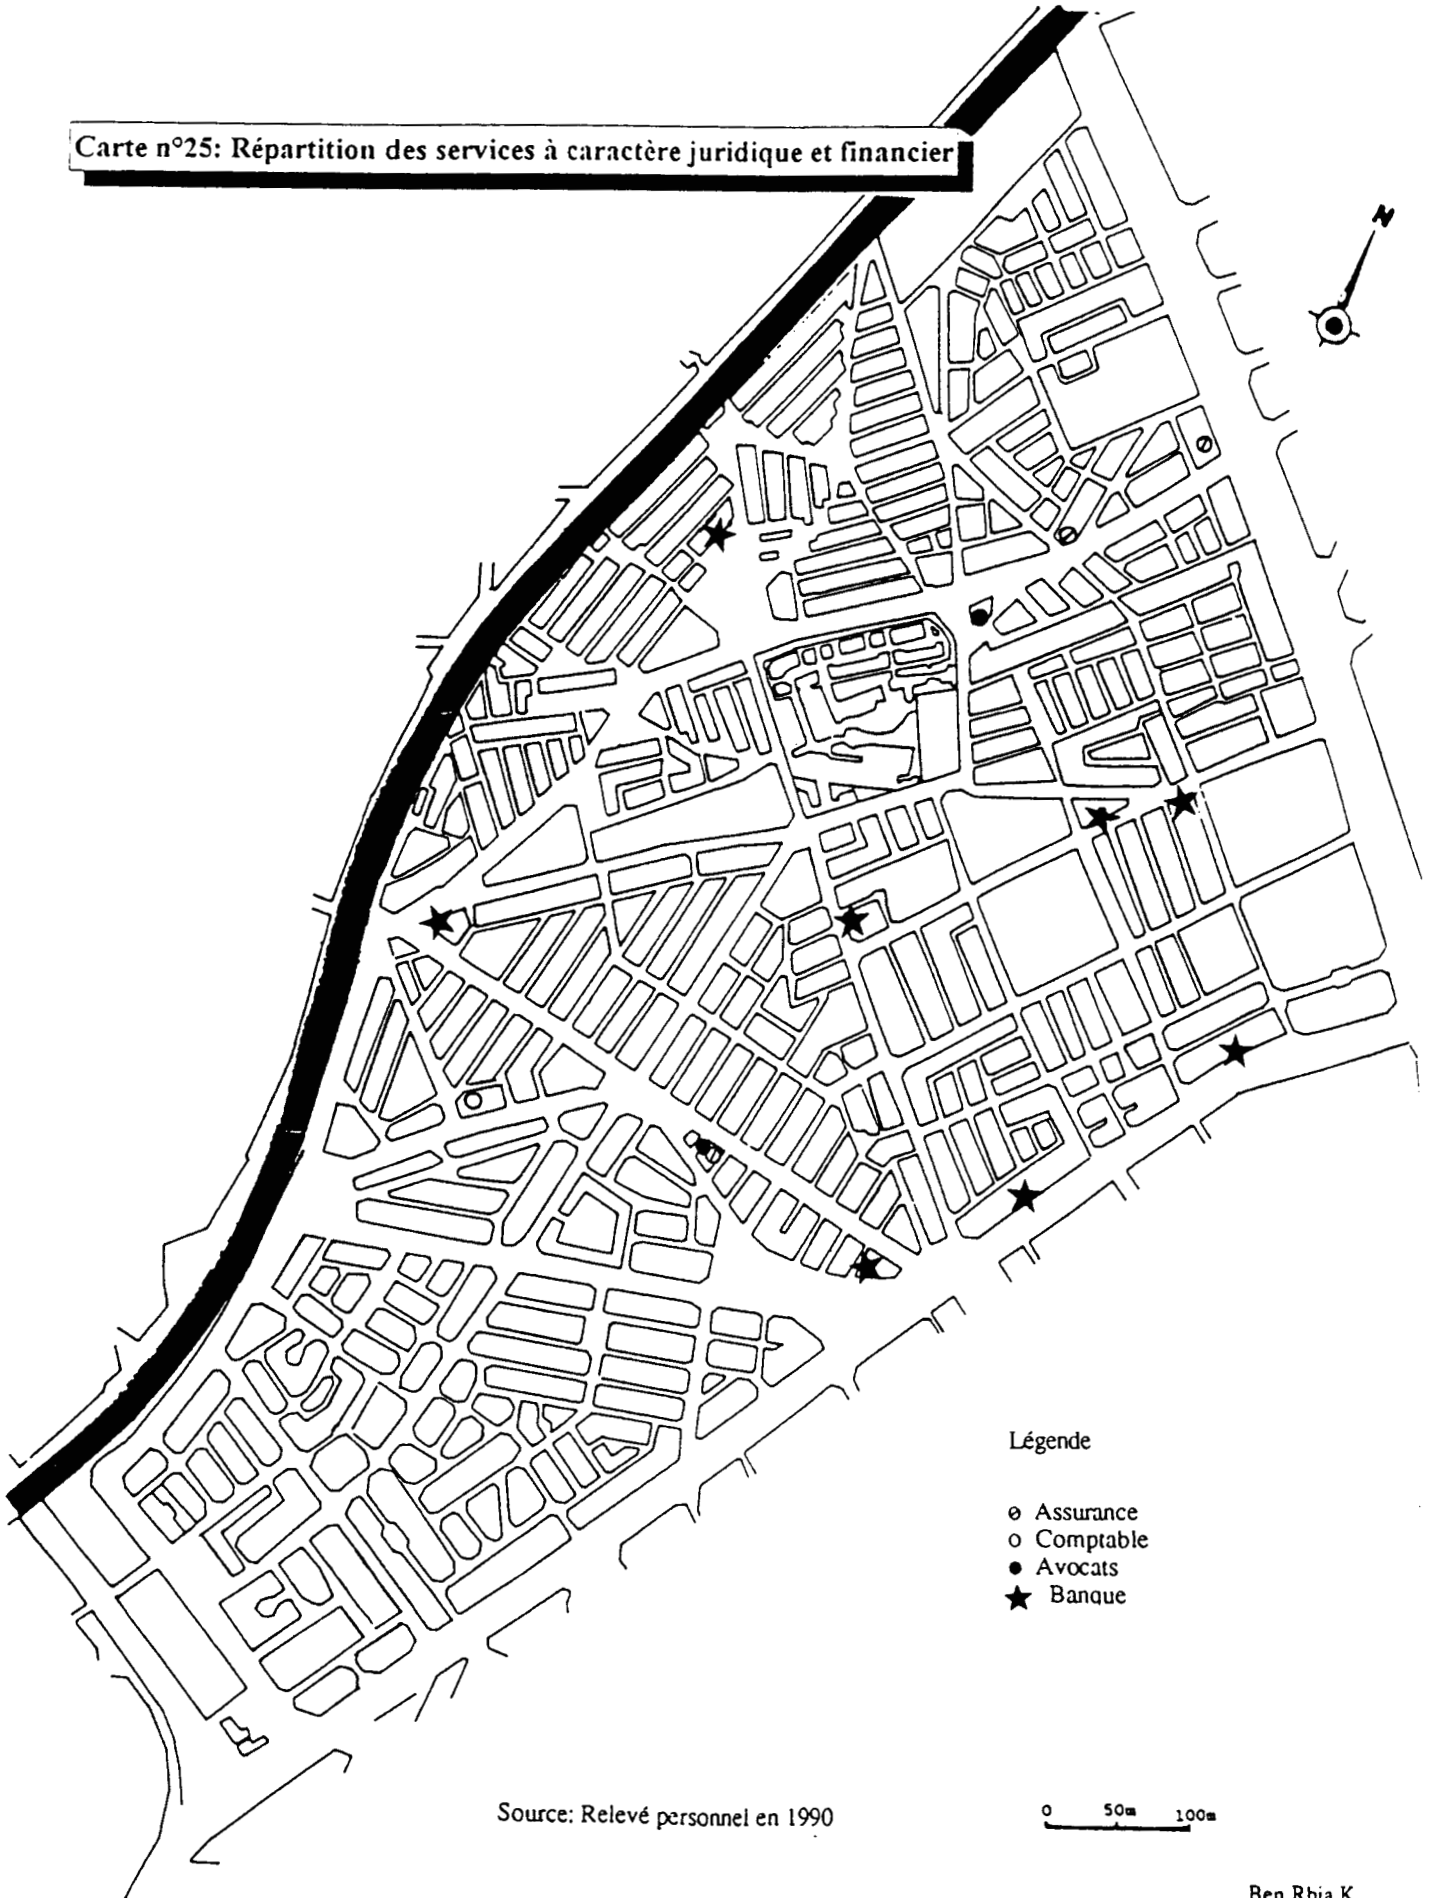 Carte n°25: Répartition des services à caractère juridique et financier
N
Légende
Assurance
Comptable
Avocats
Banque
Source: Relevé personnel en 1990
0 50m 100m
Ben Rhia K